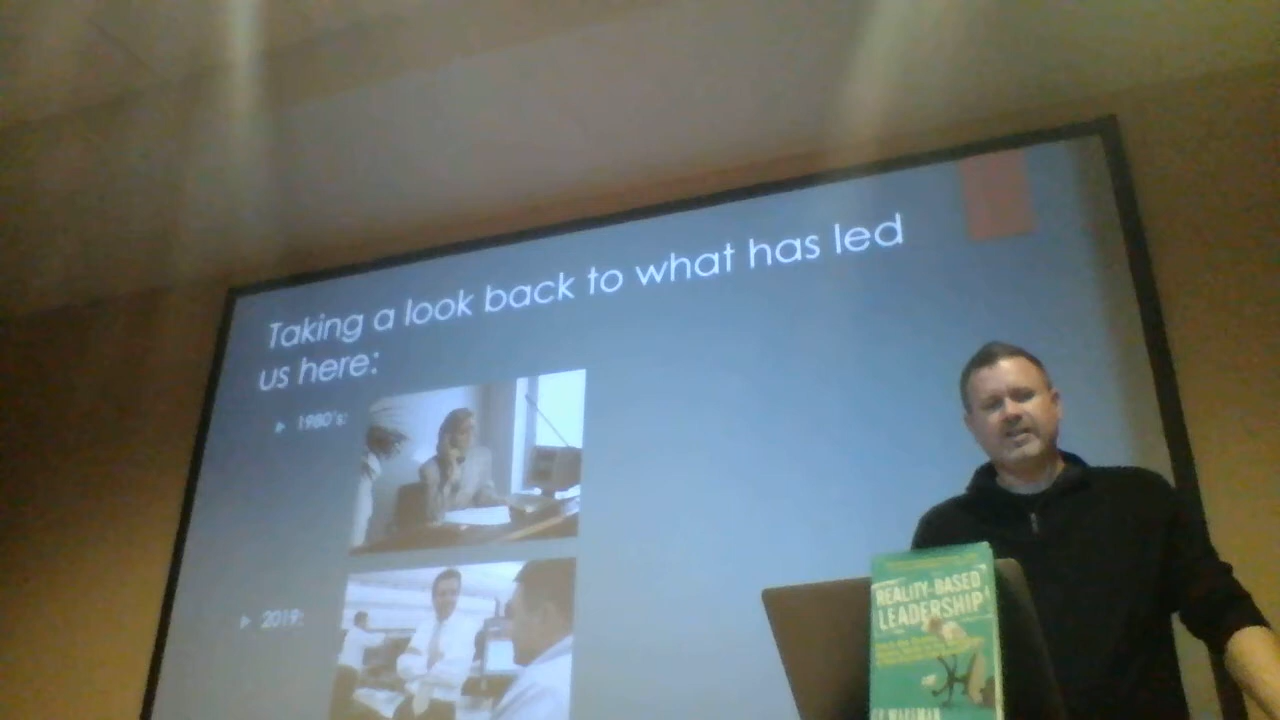 Taking a look back to what has led
us here:
1980's:
2019:
REALITY-BASED
LEADERSHIP